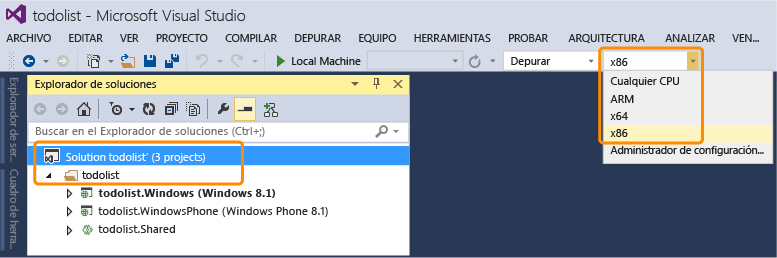 todolist - Microsoft Visual Studio
ARCHIVO EDITAR VER PROYECTO COMPILAR DEPURAR EQUIPO HERRAMIENTAS PROBAR ARQUITECTURA ANALIZAR VEN...
Local Machine Depurar x86
Cualquier CPU
ARM
x64
x86
Administrador de configuración...
Explorador de ser...
Cuadro de herra...
Explorador de soluciones
Buscar en el Explorador de soluciones (Ctrl+;)
Solution todolist' (3 projects)
todolist
todolist.Windows (Windows 8.1)
todolist.WindowsPhone (Windows Phone 8.1)
todolist.Shared